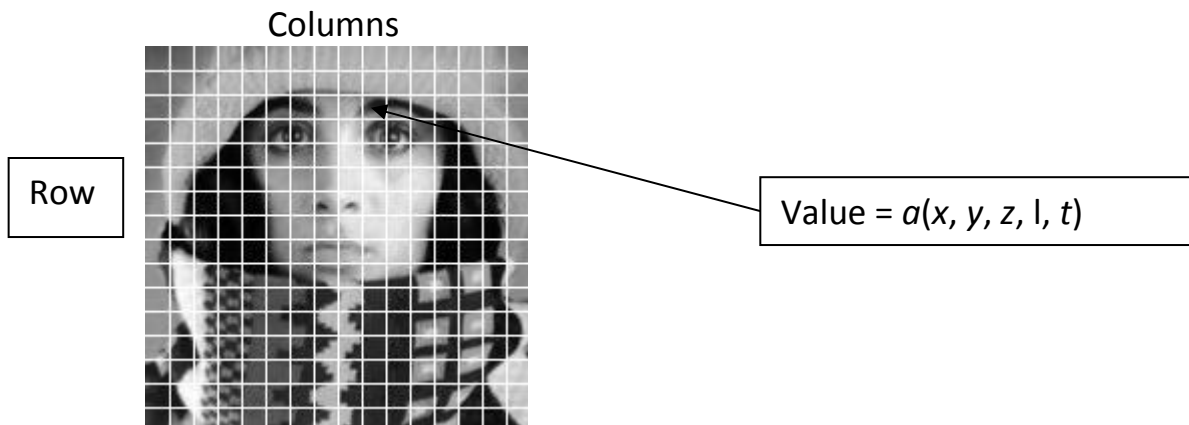 Columns
Row
Value = a(x, y, z, l, t)